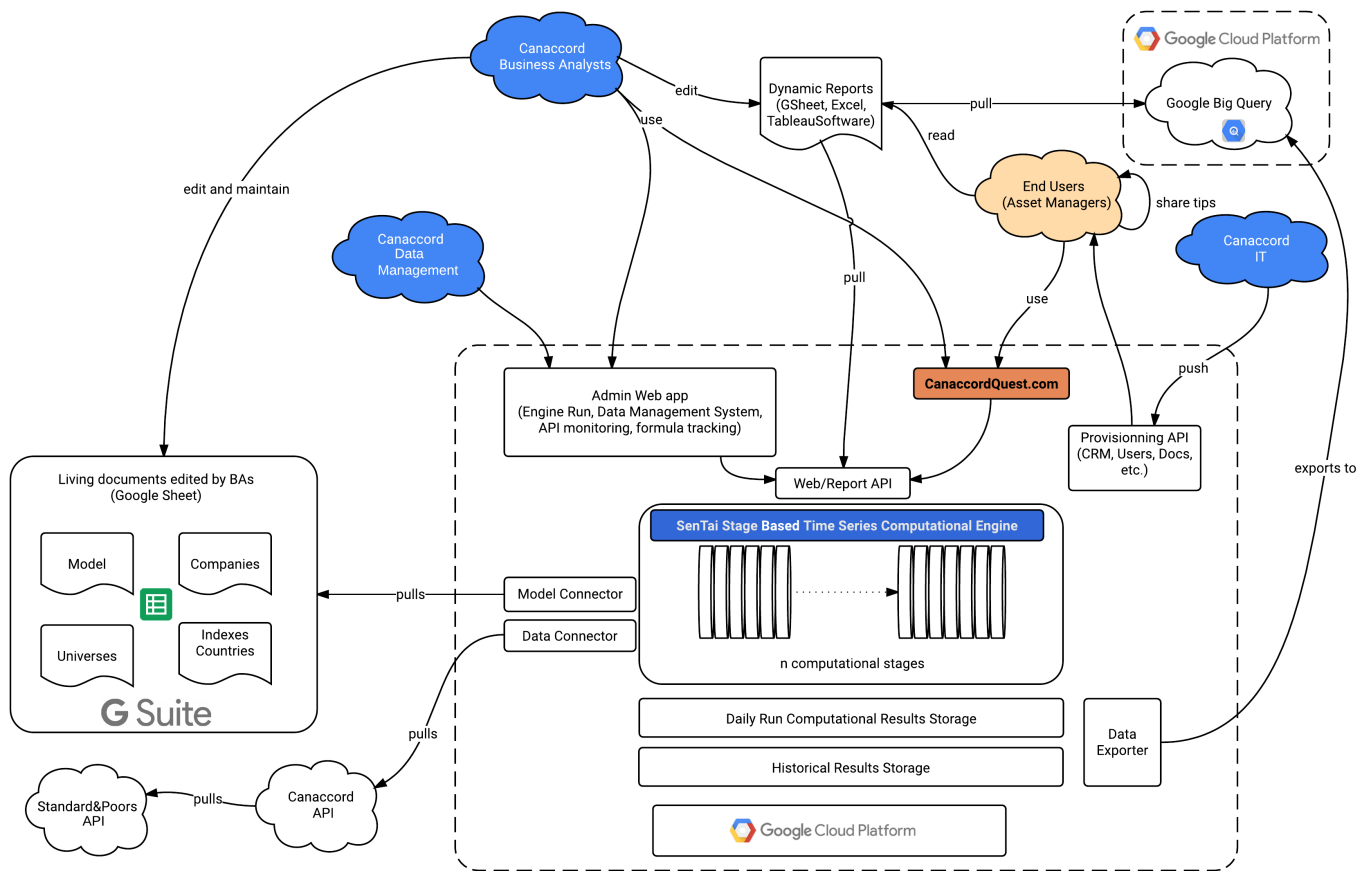 Canaccord
Business Analysts
Google Cloud Platform
edit
Dynamic Reports
(GSheet, Excel,
TableauSoftware)
pull
Google Big Query
use
read
edit and maintain
End Users
(Asset Managers)
share tips
Canaccord
Data
Management
Canaccord
IT
pull
use
push
Admin Web app
(Engine Run, Data Management System,
API monitoring, formula tracking)
CanaccordQuest.com
Provisionning API
(CRM, Users, Docs,
etc.)
exports to
Web/Report API
Living documents edited by BAs
(Google Sheet)
Model
Companies
Universes
Indexes
Countries
G Suite
SenTai Stage Based Time Series Computational Engine
pulls
Model Connector
Data Connector
n computational stages
Daily Run Computational Results Storage
Historical Results Storage
Data
Exporter
pulls
Standard&Poors
API
pulls
Canaccord
API
Google Cloud Platform